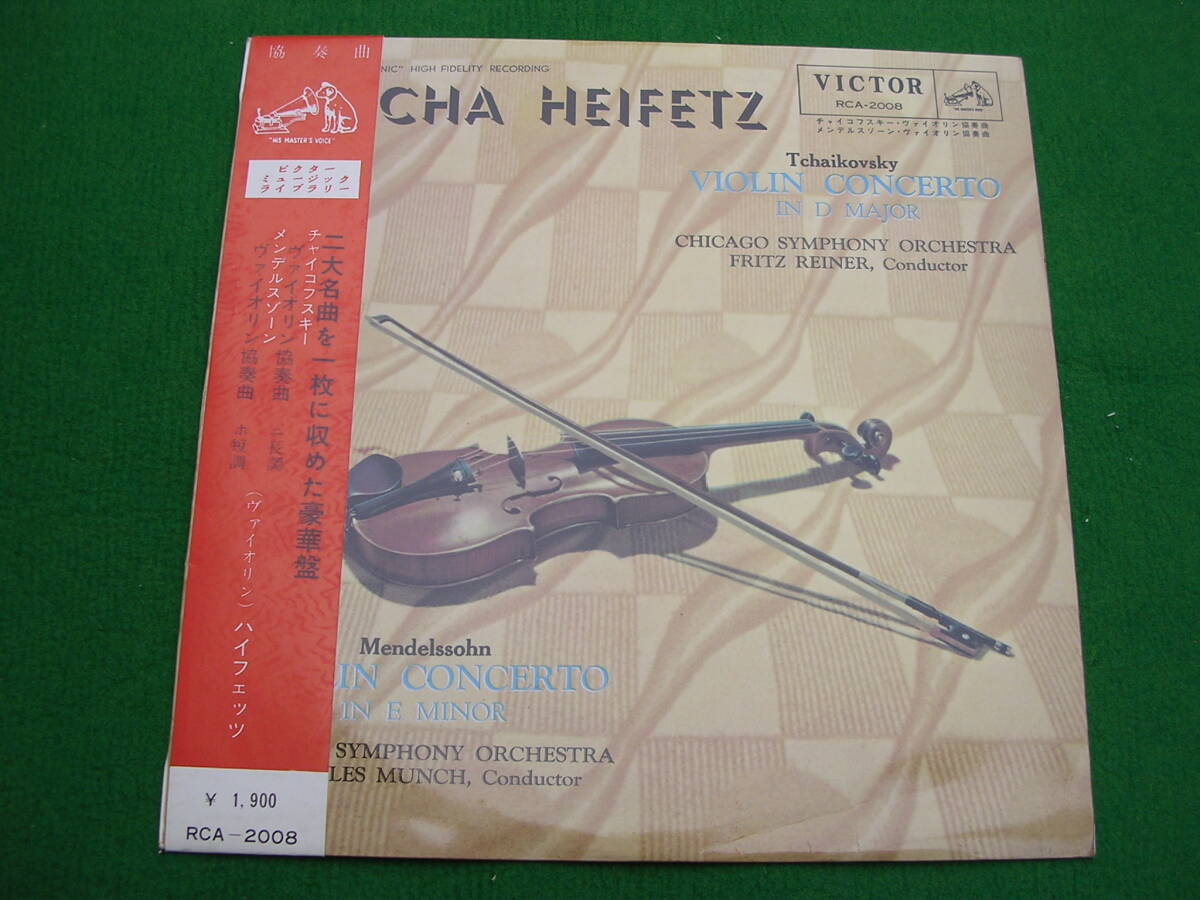 協奏曲
"HIS MASTER'S VOICE"
ビクター
ミュージック
ライブラリー
二大名曲を一枚に収めた豪華盤
チャイコフスキー
ヴァイオリン協奏曲 ニ長調
メンデルスゾーン
ヴァイオリン協奏曲 ホ短調
(ヴァイオリン)ハイフェッツ
¥ 1,900
RCA-2008
NIC" HIGH FIDELITY RECORDING
CHA HEIFETZ
VICTOR
RCA-2008
チャイコフスキー・ヴァイオリン協奏曲
メンデルスゾーン・ヴァイオリン協奏曲
Tchaikovsky
VIOLIN CONCERTO
IN D MAJOR
CHICAGO SYMPHONY ORCHESTRA
FRITZ REINER, Conductor
Mendelssohn
IN CONCERTO
IN E MINOR
SYMPHONY ORCHESTRA
LES MUNCH, Conductor